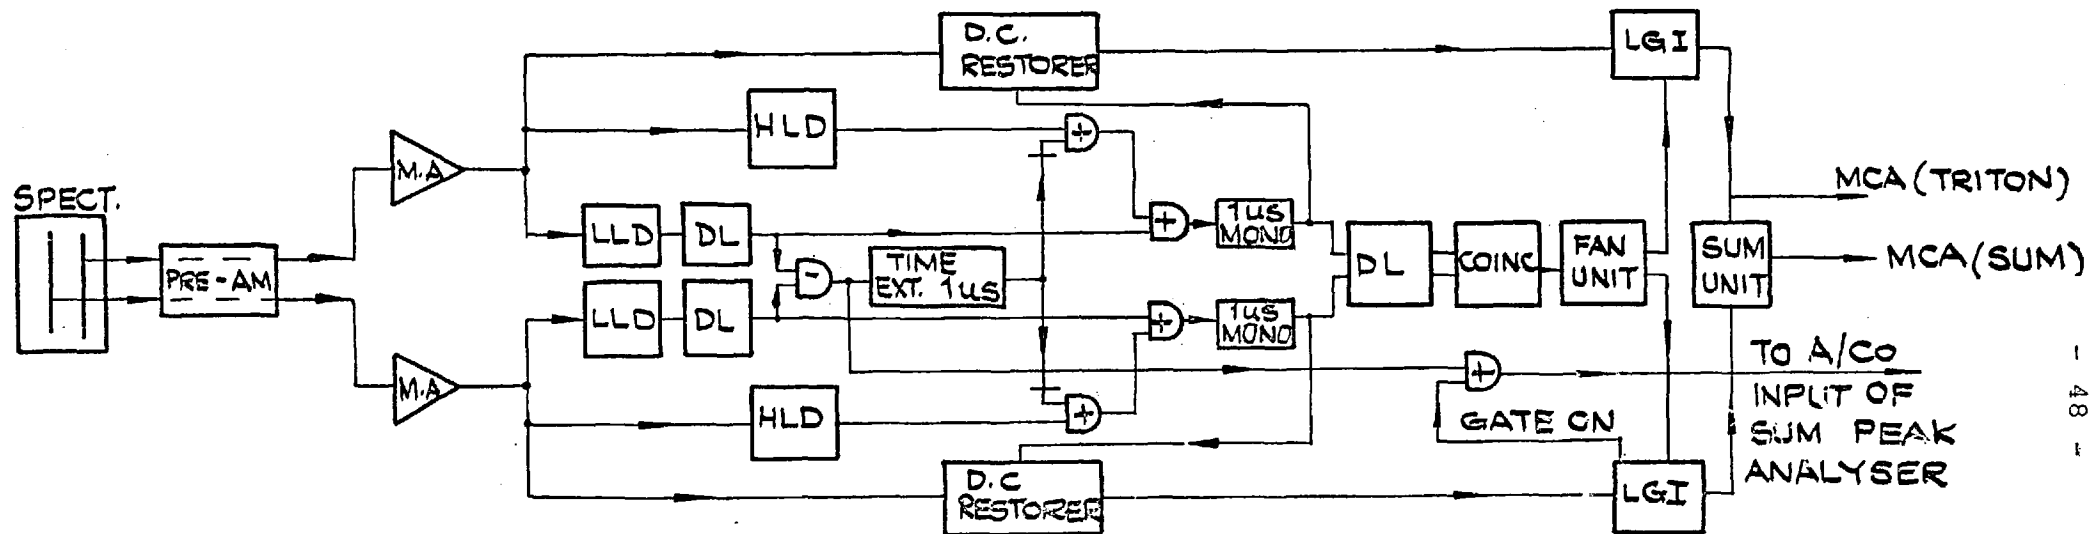 D.C.
RESTORER
LGI
HLD
+
M.A
SPECT.
PRE-AM
LLD
DL
+
1us
MONO
MCA (TRITON)
-
TIME
EXT. 1us
DL
COINC
FAN
UNIT
SUM
UNIT
MCA (SUM)
LLD
DL
+
1us
MONO
M.A
HLD
+
+
GATE ON
TO A/Co
INPUT OF
SUM PEAK
ANALYSER
D.C
RESTORER
LGI
- 48 -